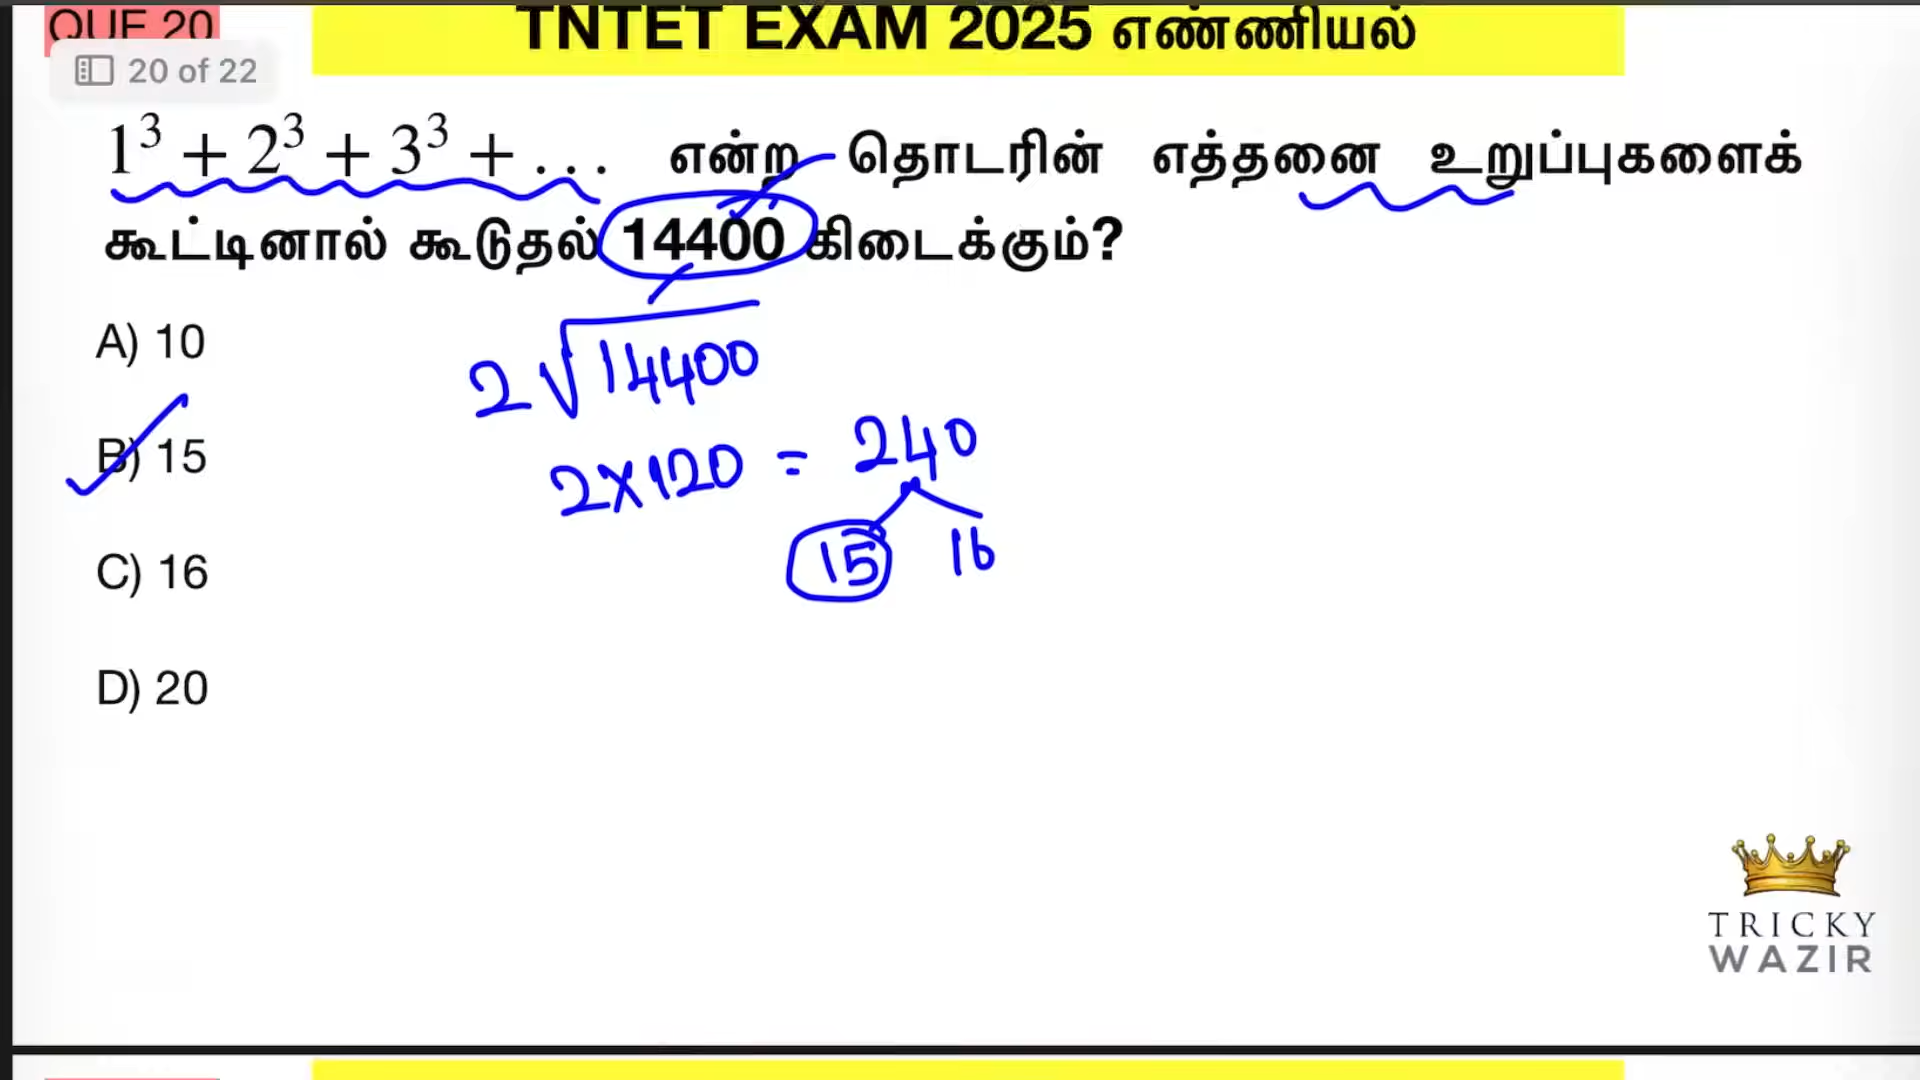 QUE 20
TNTET EXAM 2025 எண்ணியல்
20 of 22
1³ + 2³ + 3³ + . . . என்ற தொடரின் எத்தனை உறுப்புகளைக்
கூட்டினால் கூடுதல் 14400 கிடைக்கும்?
A) 10
B) 15
C) 16
D) 20
2√14400
2×120 = 240
15 16
TRICKY
WAZIR